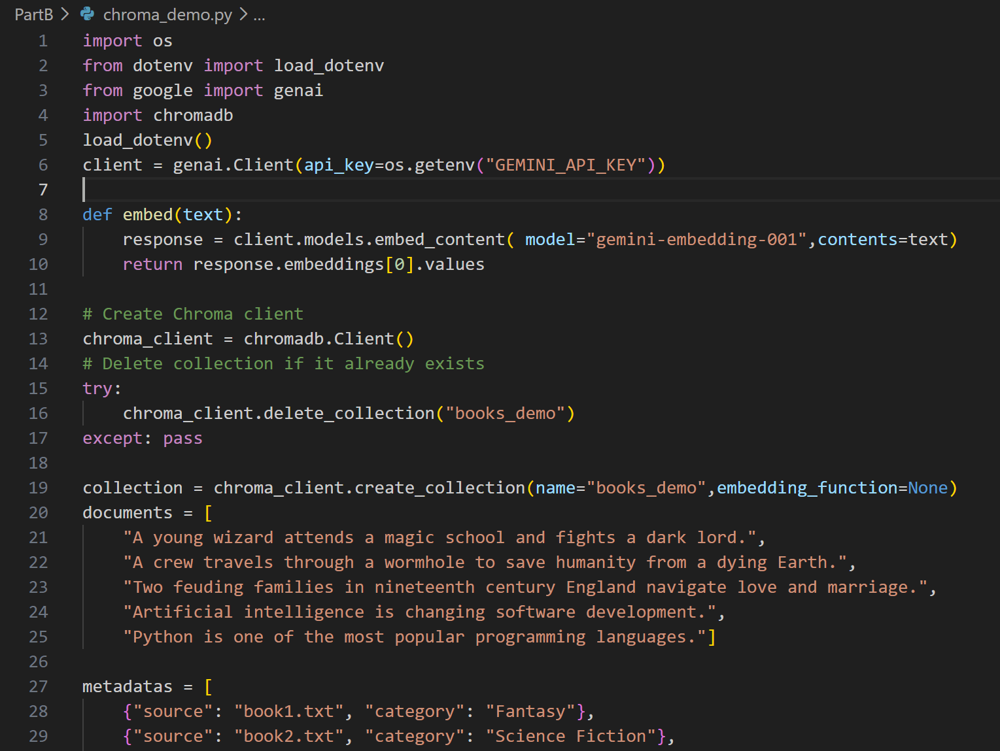 PartB > chroma_demo.py > ...
1 import os
2 from dotenv import load_dotenv
3 from google import genai
4 import chromadb
5 load_dotenv()
6 client = genai.Client(api_key=os.getenv("GEMINI_API_KEY"))
7
8 def embed(text):
9     response = client.models.embed_content( model="gemini-embedding-001",contents=text)
10     return response.embeddings[0].values
11
12 # Create Chroma client
13 chroma_client = chromadb.Client()
14 # Delete collection if it already exists
15 try:
16     chroma_client.delete_collection("books_demo")
17 except: pass
18
19 collection = chroma_client.create_collection(name="books_demo",embedding_function=None)
20 documents = [
21     "A young wizard attends a magic school and fights a dark lord.",
22     "A crew travels through a wormhole to save humanity from a dying Earth.",
23     "Two feuding families in nineteenth century England navigate love and marriage.",
24     "Artificial intelligence is changing software development.",
25     "Python is one of the most popular programming languages."]
26
27 metadatas = [
28     {"source": "book1.txt", "category": "Fantasy"},
29     {"source": "book2.txt", "category": "Science Fiction"},